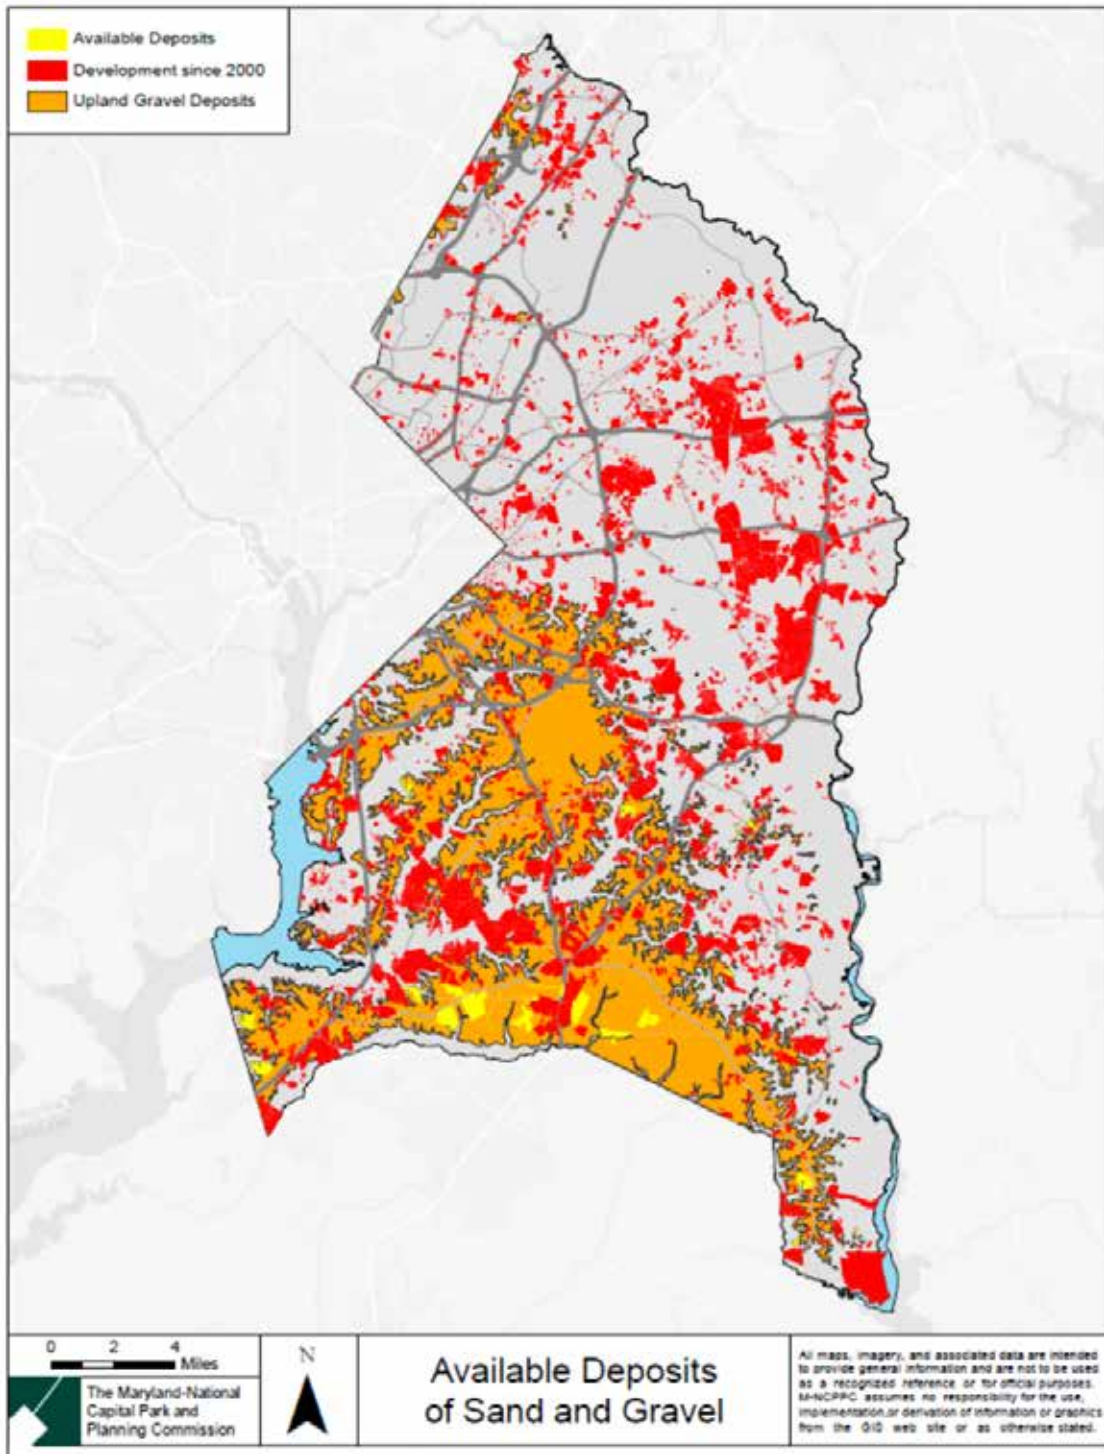 Available Deposits
Development since 2000
Upland Gravel Deposits
0 2 4
Miles
The Maryland-National
Capital Park and
Planning Commission
N
Available Deposits
of Sand and Gravel
All maps, imagery, and associated data are intended
to provide general information and are not to be used
as a recognized reference or for official purposes.
M-NCPPC assumes no responsibility for the use,
implementation,or derivation of information or graphics
from the GIS web site or as otherwise stated.